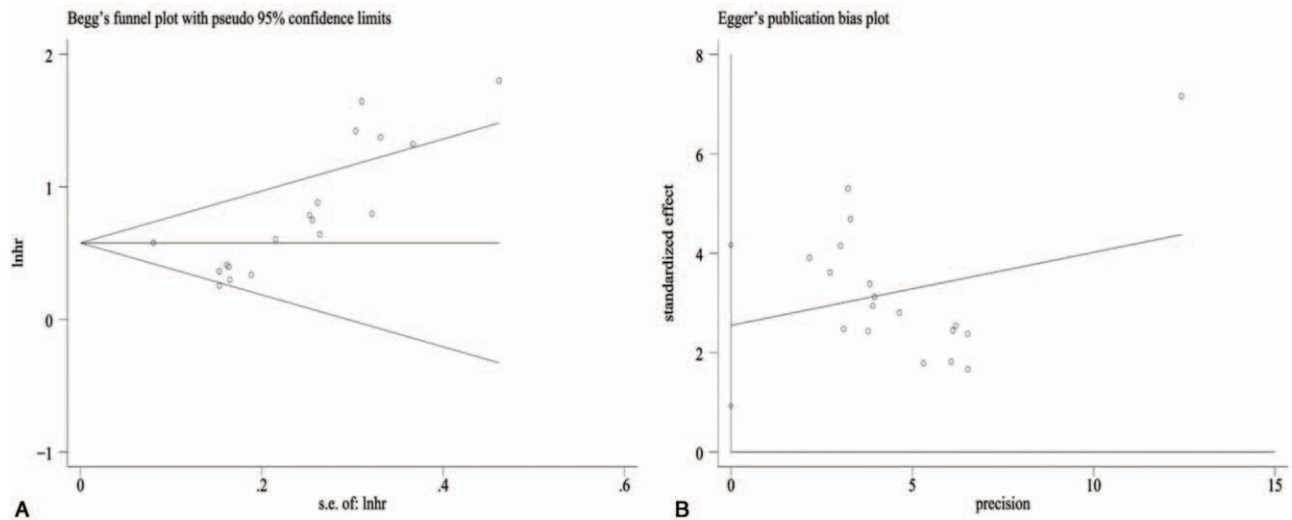 Begg's funnel plot with pseudo 95% confidence limits
2
1
0
−1
lnhr
0
.2
.4
.6
s.e. of: lnhr
A
Egger's publication bias plot
8
6
4
2
0
standardized effect
0
5
10
15
precision
B